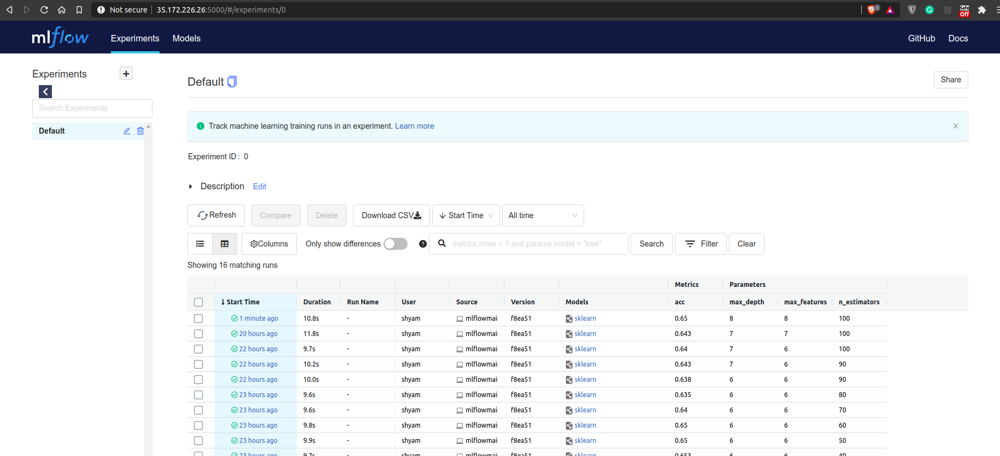 Not secure 35.172.226.26:5000/#/experiments/0 1 Safe Off
mlflow Experiments Models GitHub Docs
Experiments +
Search Experiments
Default
Default Share
Track machine learning training runs in an experiment. Learn more
Experiment ID: 0
Description Edit
Refresh Compare Delete Download CSV Start Time All time
Columns Only show differences ? metrics.rmse < 1 and params.model = "tree" Search Filter Clear
Showing 16 matching runs
Metrics Parameters
Start Time Duration Run Name User Source Version Models acc max_depth max_features n_estimators
1 minute ago 10.8s - shyam mlflowmai f8ea51 sklearn 0.65 8 8 100
20 hours ago 11.8s - shyam mlflowmai f8ea51 sklearn 0.643 7 7 100
22 hours ago 9.7s - shyam mlflowmai f8ea51 sklearn 0.64 7 6 100
22 hours ago 10.2s - shyam mlflowmai f8ea51 sklearn 0.643 7 6 90
22 hours ago 10.0s - shyam mlflowmai f8ea51 sklearn 0.638 6 6 90
23 hours ago 9.6s - shyam mlflowmai f8ea51 sklearn 0.635 6 6 80
23 hours ago 9.6s - shyam mlflowmai f8ea51 sklearn 0.64 6 6 70
23 hours ago 9.8s - shyam mlflowmai f8ea51 sklearn 0.65 6 6 60
23 hours ago 9.9s - shyam mlflowmai f8ea51 sklearn 0.65 6 6 50
23 hours ago 9.7s - shyam mlflowmai f8ea51 sklearn 0.653 6 6 40